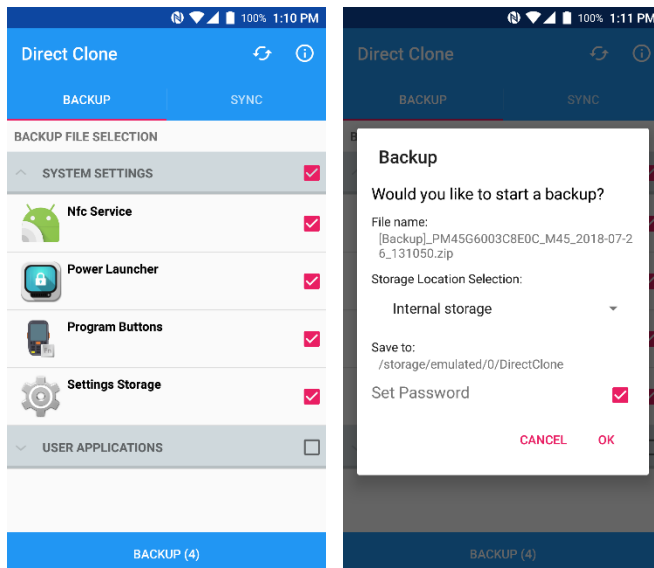 100% 1:10 PM
Direct Clone
BACKUP SYNC
BACKUP FILE SELECTION
SYSTEM SETTINGS
Nfc Service
Power Launcher
Program Buttons
Settings Storage
USER APPLICATIONS
BACKUP (4)
100% 1:11 PM
Direct Clone
BACKUP SYNC
B
Backup
Would you like to start a backup?
File name:
[Backup]_PM45G6003C8E0C_M45_2018-07-2
6_131050.zip
Storage Location Selection:
Internal storage
Save to:
/storage/emulated/0/DirectClone
Set Password
CANCEL OK
BACKUP (4)